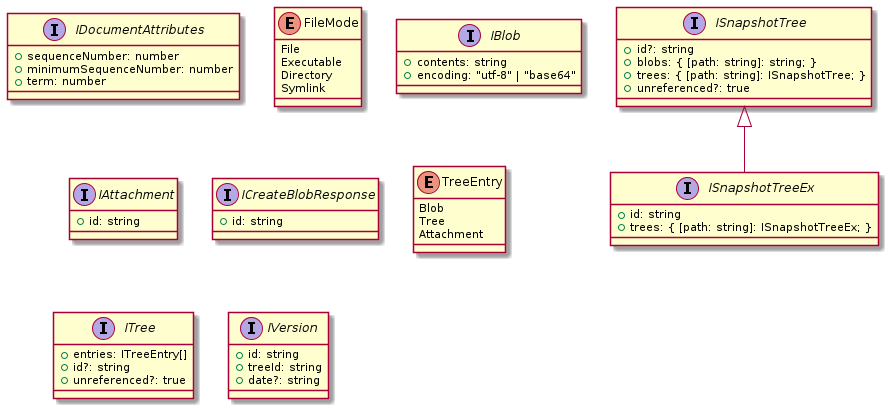 I IDocumentAttributes
sequenceNumber: number
minimumSequenceNumber: number
term: number
E FileMode
File
Executable
Directory
Symlink
I IBlob
contents: string
encoding: "utf-8" | "base64"
I ISnapshotTree
id?: string
blobs: { [path: string]: string; }
trees: { [path: string]: ISnapshotTree; }
unreferenced?: true
I IAttachment
id: string
I ICreateBlobResponse
id: string
E TreeEntry
Blob
Tree
Attachment
I ISnapshotTreeEx
id: string
trees: { [path: string]: ISnapshotTreeEx; }
I ITree
entries: ITreeEntry[]
id?: string
unreferenced?: true
I IVersion
id: string
treeId: string
date?: string